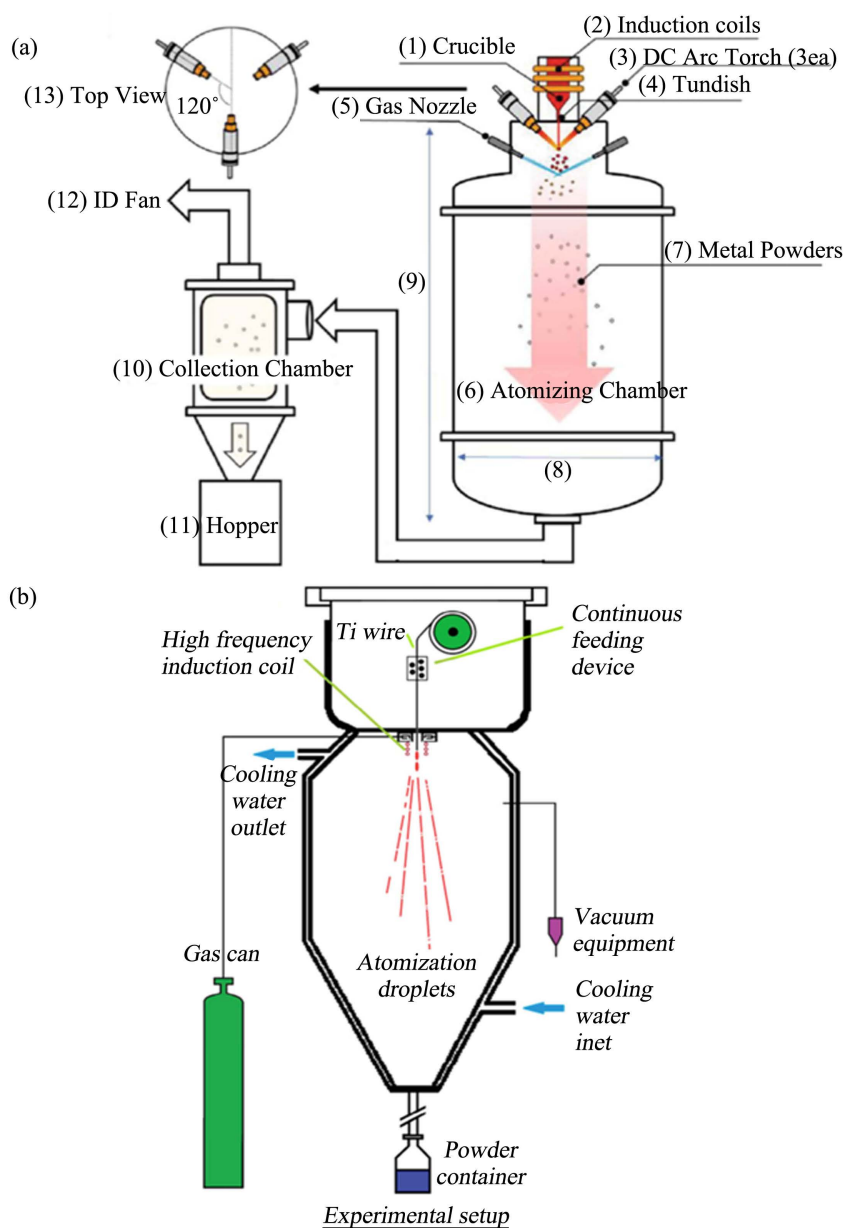 (a)
(2) Induction coils
(1) Crucible
(3) DC Arc Torch (3ea)
(13) Top View
120°
(4) Tundish
(5) Gas Nozzle
(12) ID Fan
(7) Metal Powders
(9)
(10) Collection Chamber
(6) Atomizing Chamber
(8)
(11) Hopper
(b)
High frequency
induction coil
Ti wire
Continuous
feeding
device
Cooling
water
outlet
Gas can
Atomization
droplets
Vacuum
equipment
Cooling
water
inet
Powder
container
Experimental setup